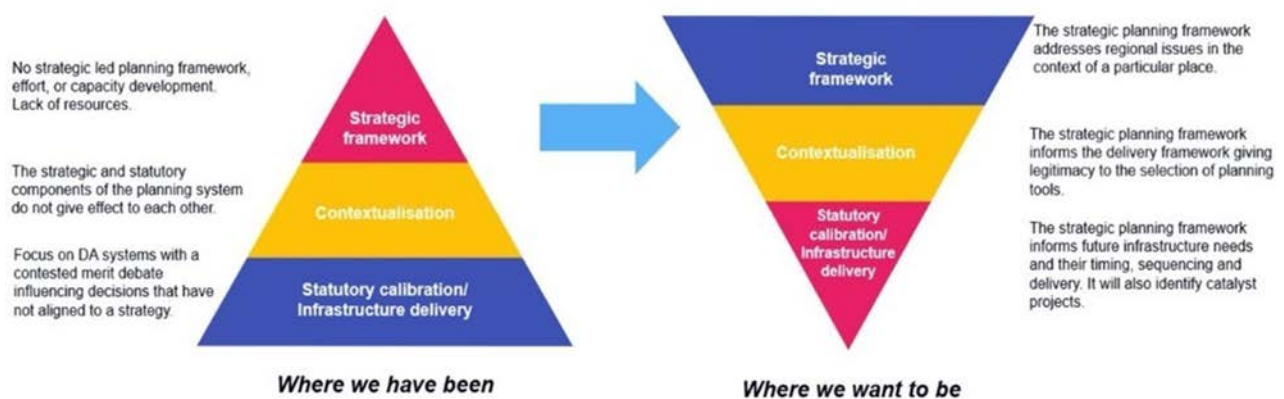 No strategic led planning framework,
effort, or capacity development.
Lack of resources.
The strategic and statutory
components of the planning system
do not give effect to each other.
Focus on DA systems with a
contested merit debate
influencing decisions that have
not aligned to a strategy.
Strategic
framework
Contextualisation
Statutory calibration/
Infrastructure delivery
Where we have been
Strategic
framework
Contextualisation
Statutory
calibration/
Infrastructure
delivery
Where we want to be
The strategic planning framework
addresses regional issues in the
context of a particular place.
The strategic planning framework
informs the delivery framework giving
legitimacy to the selection of planning
tools.
The strategic planning framework
informs future infrastructure needs
and their timing, sequencing and
delivery. It will also identify catalyst
projects.